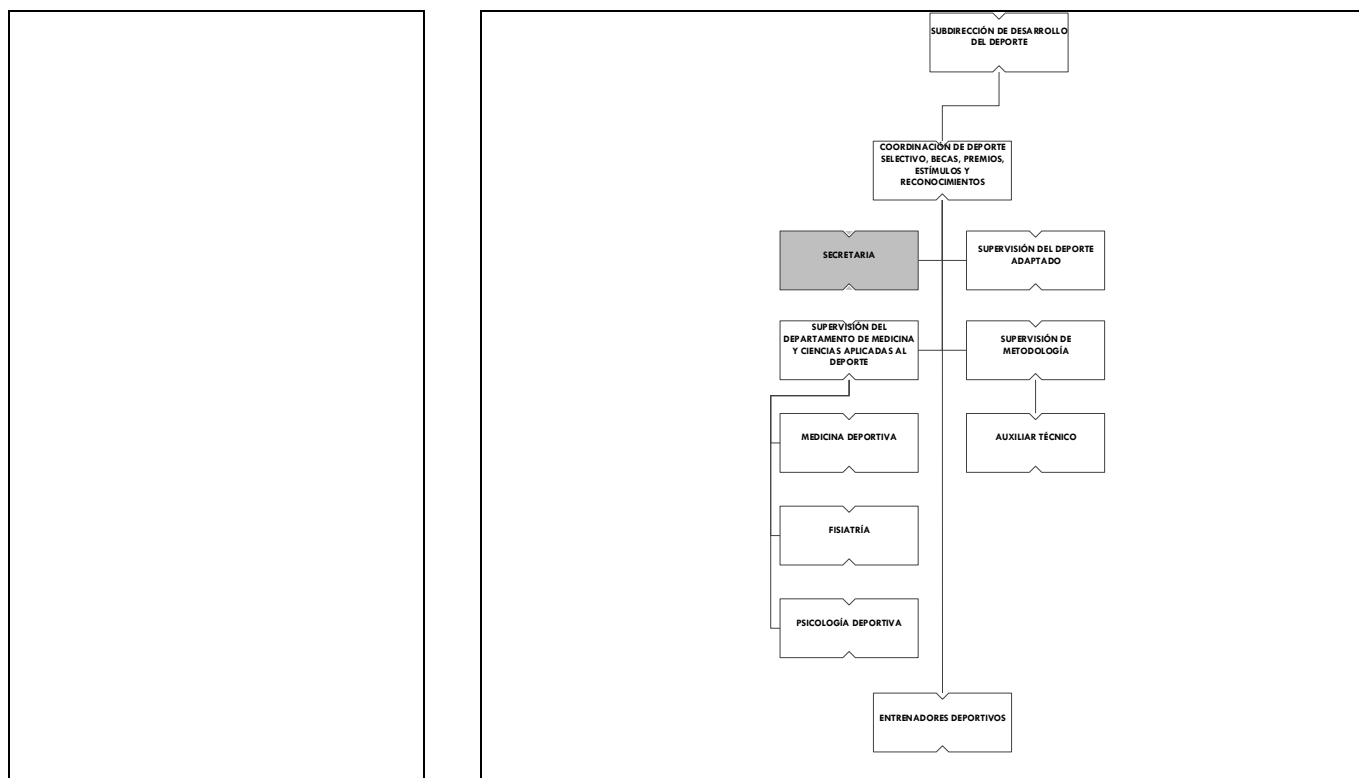 SUBDIRECCIÓN DE DESARROLLO
DEL DEPORTE
COORDINACIÓN DE DEPORTE
SELECTIVO, BECAS, PREMIOS,
ESTÍMULOS Y
RECONOCIMIENTOS
SECRETARIA
SUPERVISIÓN DEL DEPORTE
ADAPTADO
SUPERVISIÓN DEL
DEPARTAMENTO DE MEDICINA
Y CIENCIAS APLICADAS AL
DEPORTE
SUPERVISIÓN DE
METODOLOGÍA
MEDICINA DEPORTIVA
AUXILIAR TÉCNICO
FISIATRÍA
PSICOLOGÍA DEPORTIVA
ENTRENADORES DEPORTIVOS